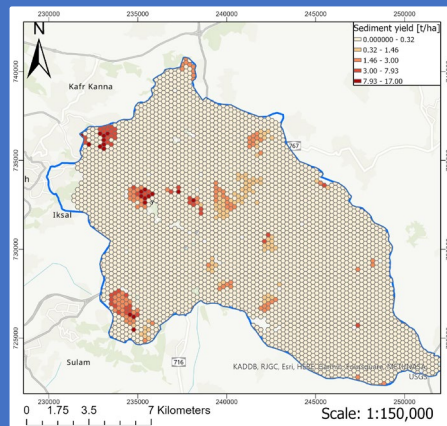 230000 235000 240000 245000 250000
N
Sediment yield [t/ha]
0.000000 - 0.32
0.32 - 1.46
1.46 - 3.00
3.00 - 7.93
7.93 - 17.00
740000
Kafr Kanna
767
735000
h
Iksal
730000
725000
716
Sulam
KADDB, RJGC, Esri, HERE, Garmin, Foursquare, METI/NASA,
USGS
230000 235000 240000 245000 250000
0 1.75 3.5 7 Kilometers
Scale: 1:150,000